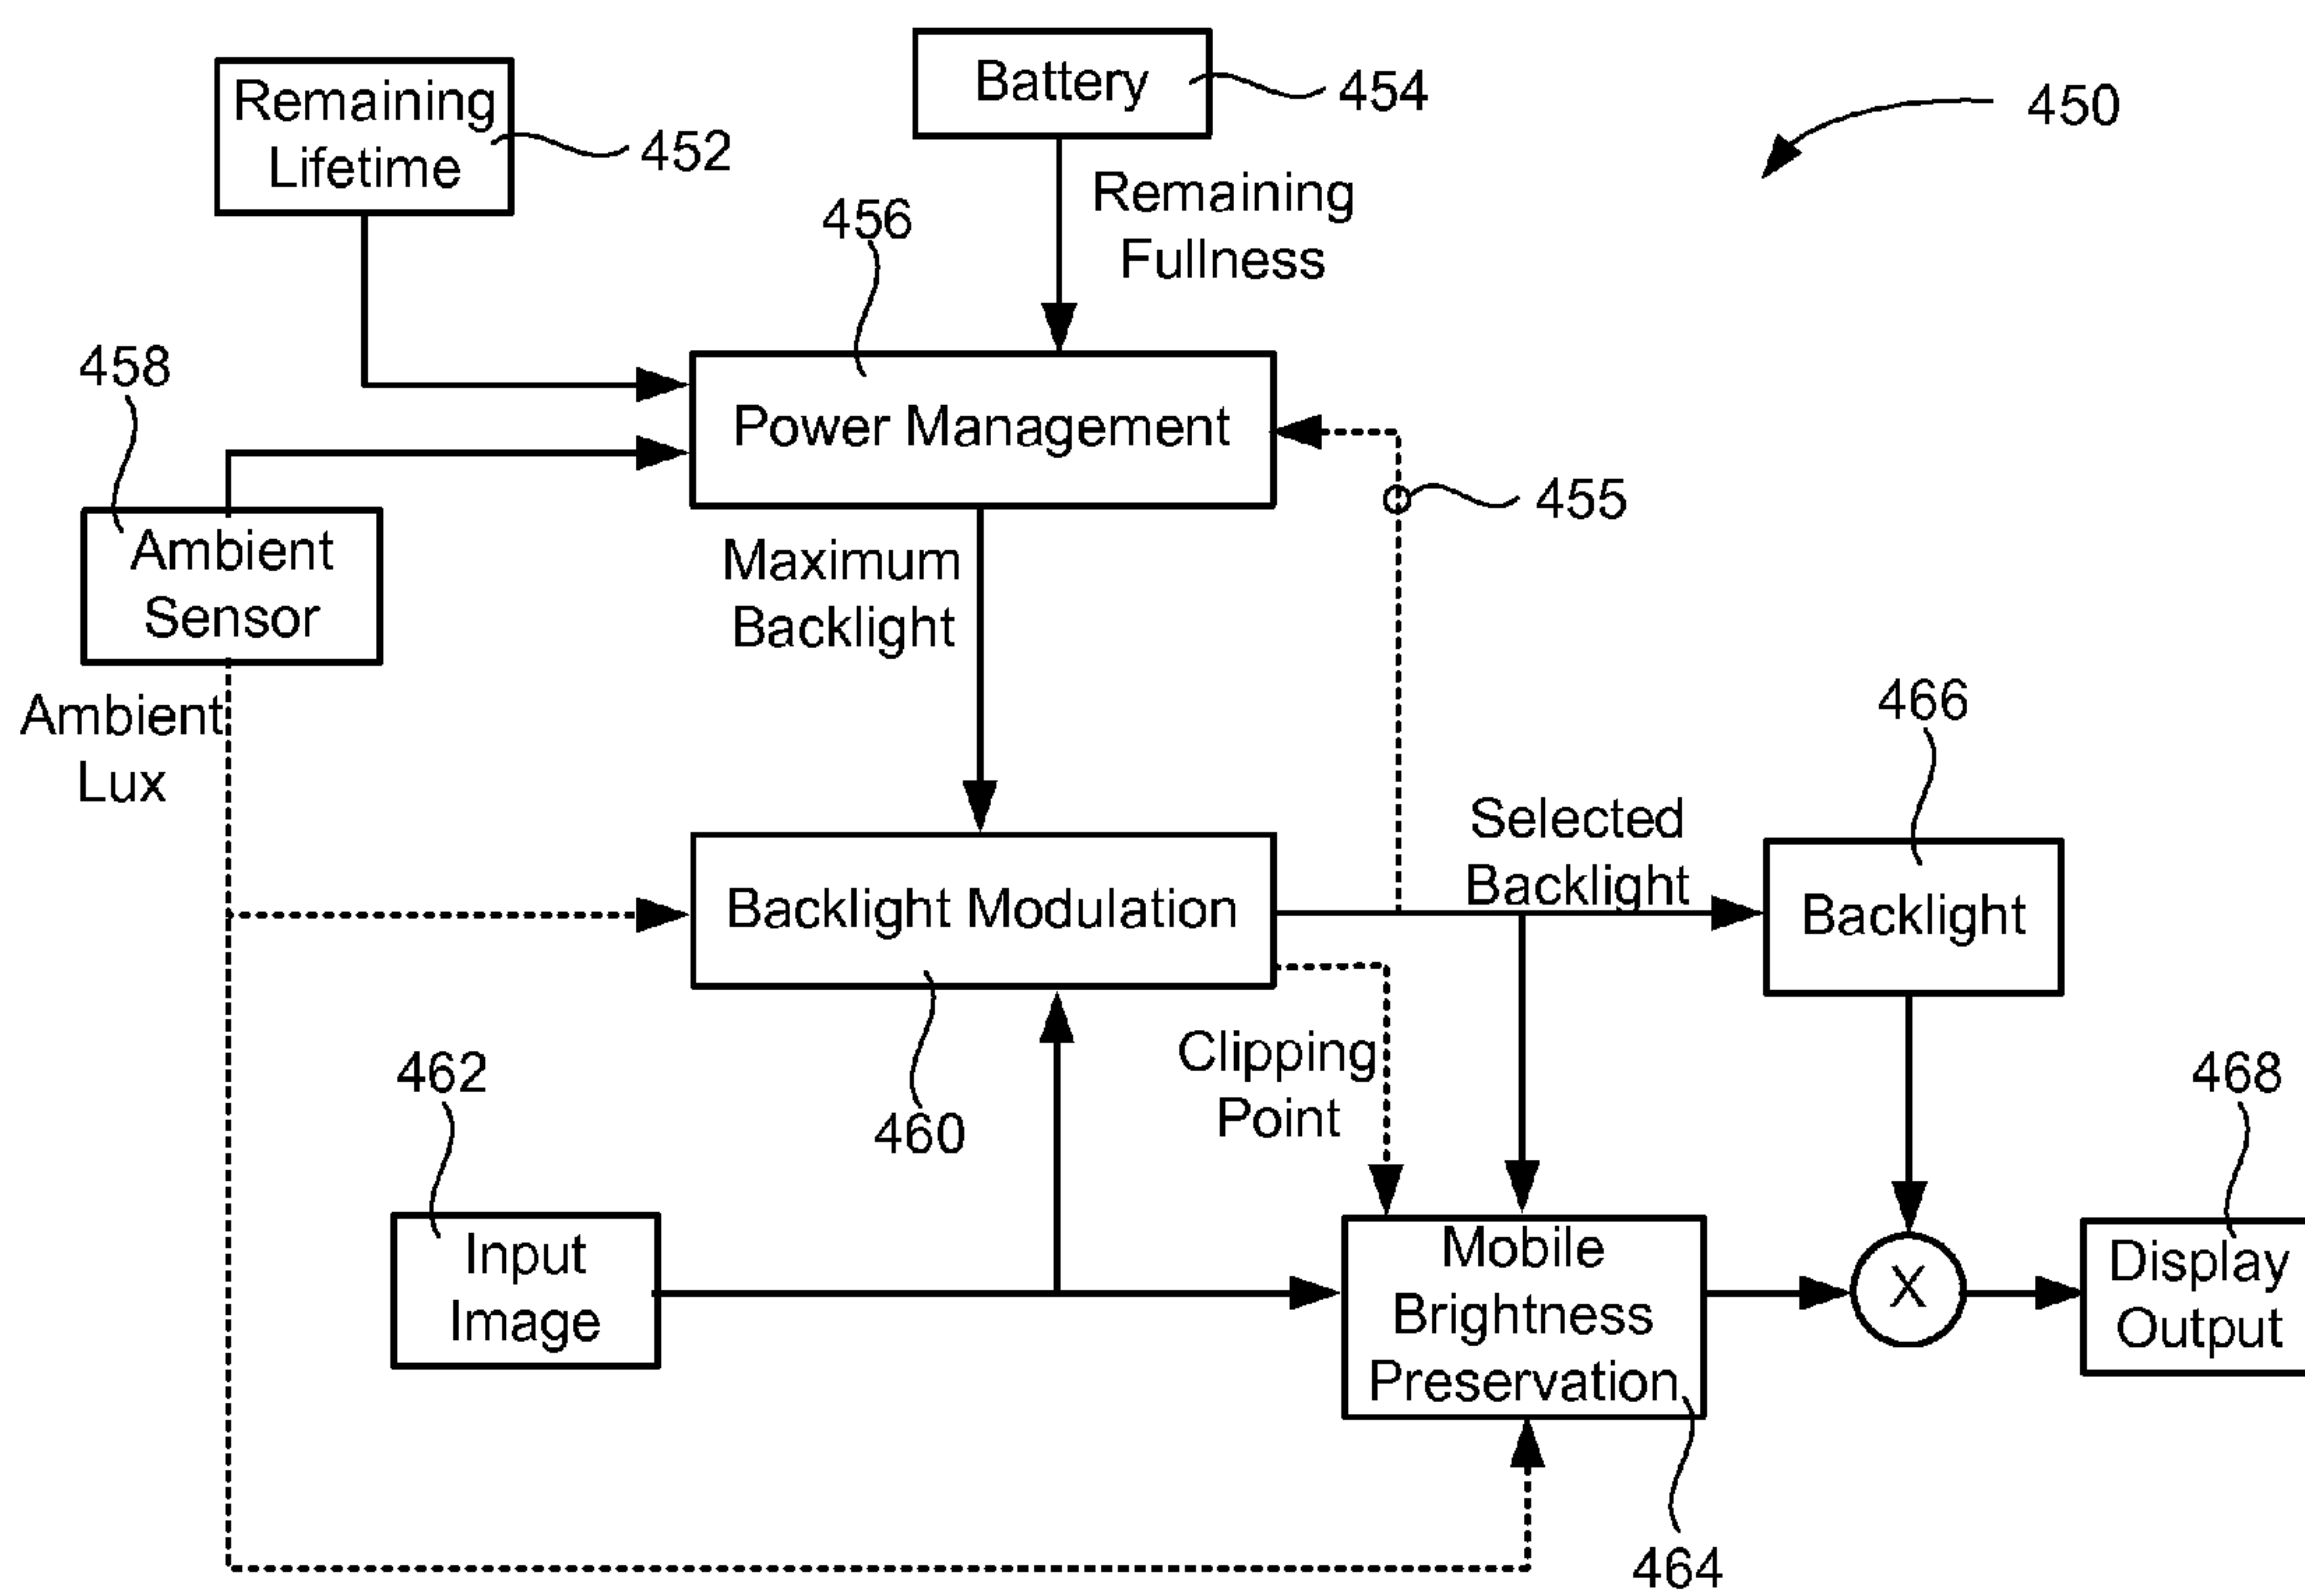 Remaining
Lifetime
452
Battery
454
450
Remaining
Fullness
456
458
Power Management
455
Ambient
Sensor
Maximum
Backlight
Ambient
Lux
466
Selected
Backlight
Backlight Modulation
Backlight
Clipping
Point
462
460
468
Input
Image
Mobile
Brightness
Preservation
X
Display
Output
464